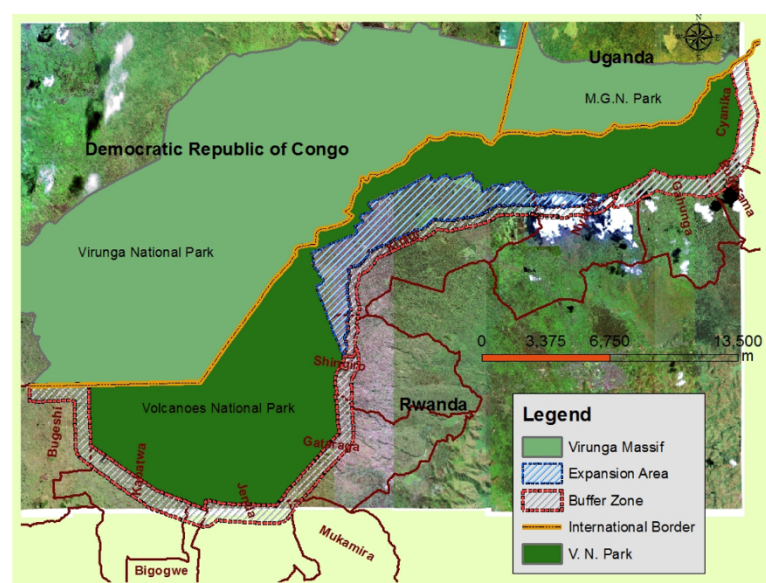 N
W
E
S
Uganda
M.G.N. Park
Cyanika
Democratic Republic of Congo
Gahunga
Virunga National Park
0 3,375 6,750 13,500
m
Shingiro
Volcanoes National Park
Rwanda
Bugeshi
Gataraga
Kabatwa
Jenda
Mukamira
Bigogwe
Legend
Virunga Massif
Expansion Area
Buffer Zone
International Border
V. N. Park